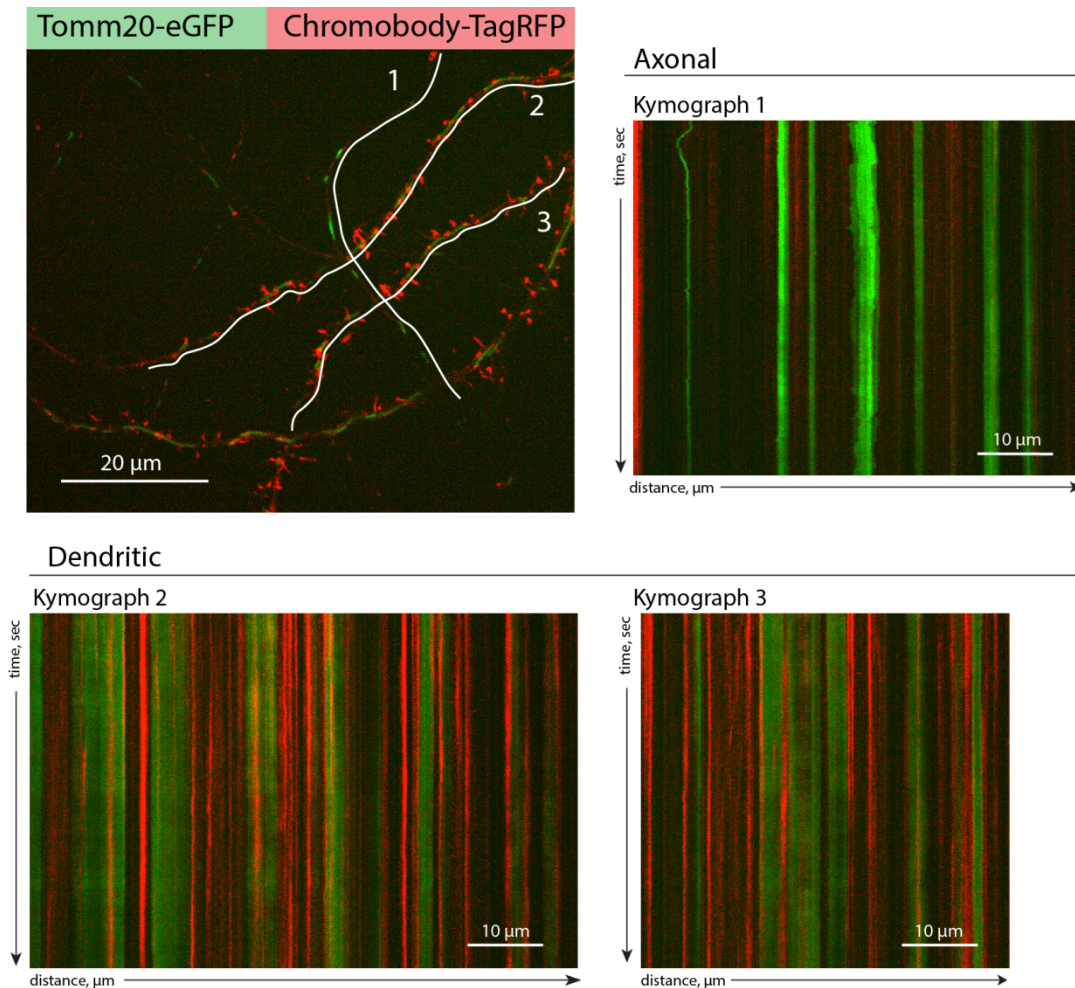 Tomm20-eGFP Chromobody-TagRFP
1
2
3
20 µm
Axonal
Kymograph 1
time, sec
10 µm
distance, µm
Dendritic
Kymograph 2
time, sec
10 µm
distance, µm
Kymograph 3
time, sec
10 µm
distance, µm